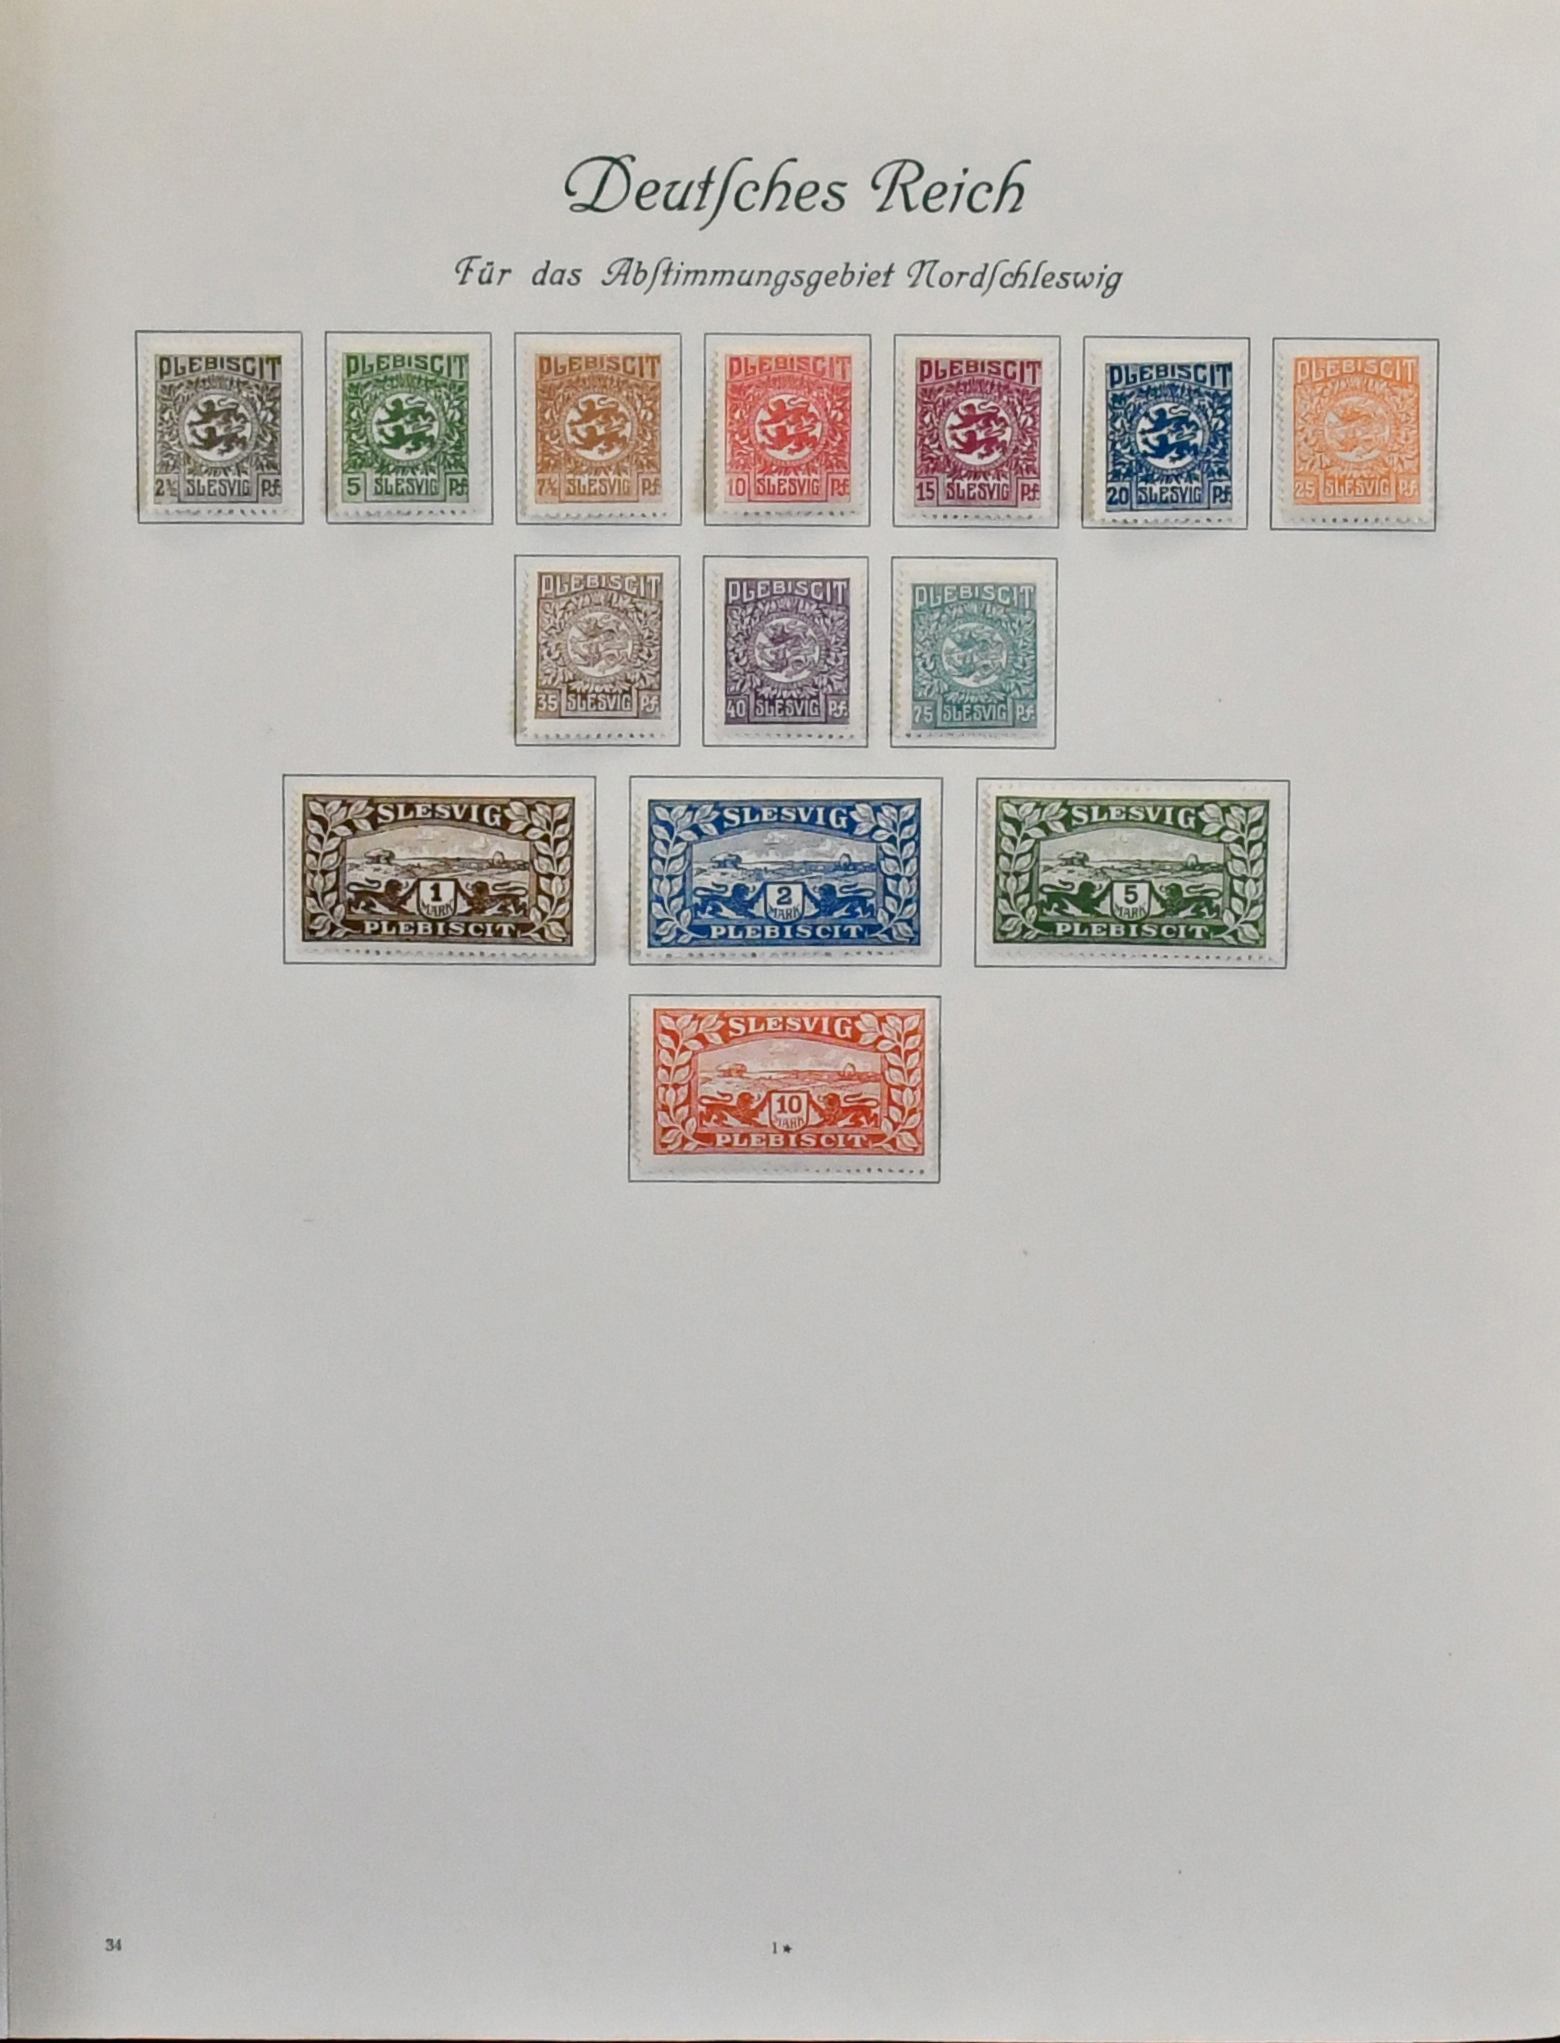 Deutſches Reich
Für das Abſtimmungsgebiet Nordſchleswig
PLEBISCIT PLEBISCIT PLEBISCIT PLEBISCIT PLEBISCIT PLEBISCIT PLEBISCIT
2½ SLESVIG Pf. 5 SLESVIG Pf. 7½ SLESVIG Pf. 10 SLESVIG Pf. 15 SLESVIG Pf. 20 SLESVIG Pf. 25 SLESVIG Pf.
PLEBISCIT PLEBISCIT PLEBISCIT
35 SLESVIG Pf. 40 SLESVIG Pf. 75 SLESVIG Pf.
SLESVIG SLESVIG SLESVIG
1 2 5
MARK MARK MARK
PLEBISCIT PLEBISCIT PLEBISCIT
SLESVIG
10
MARK
PLEBISCIT
34 1★